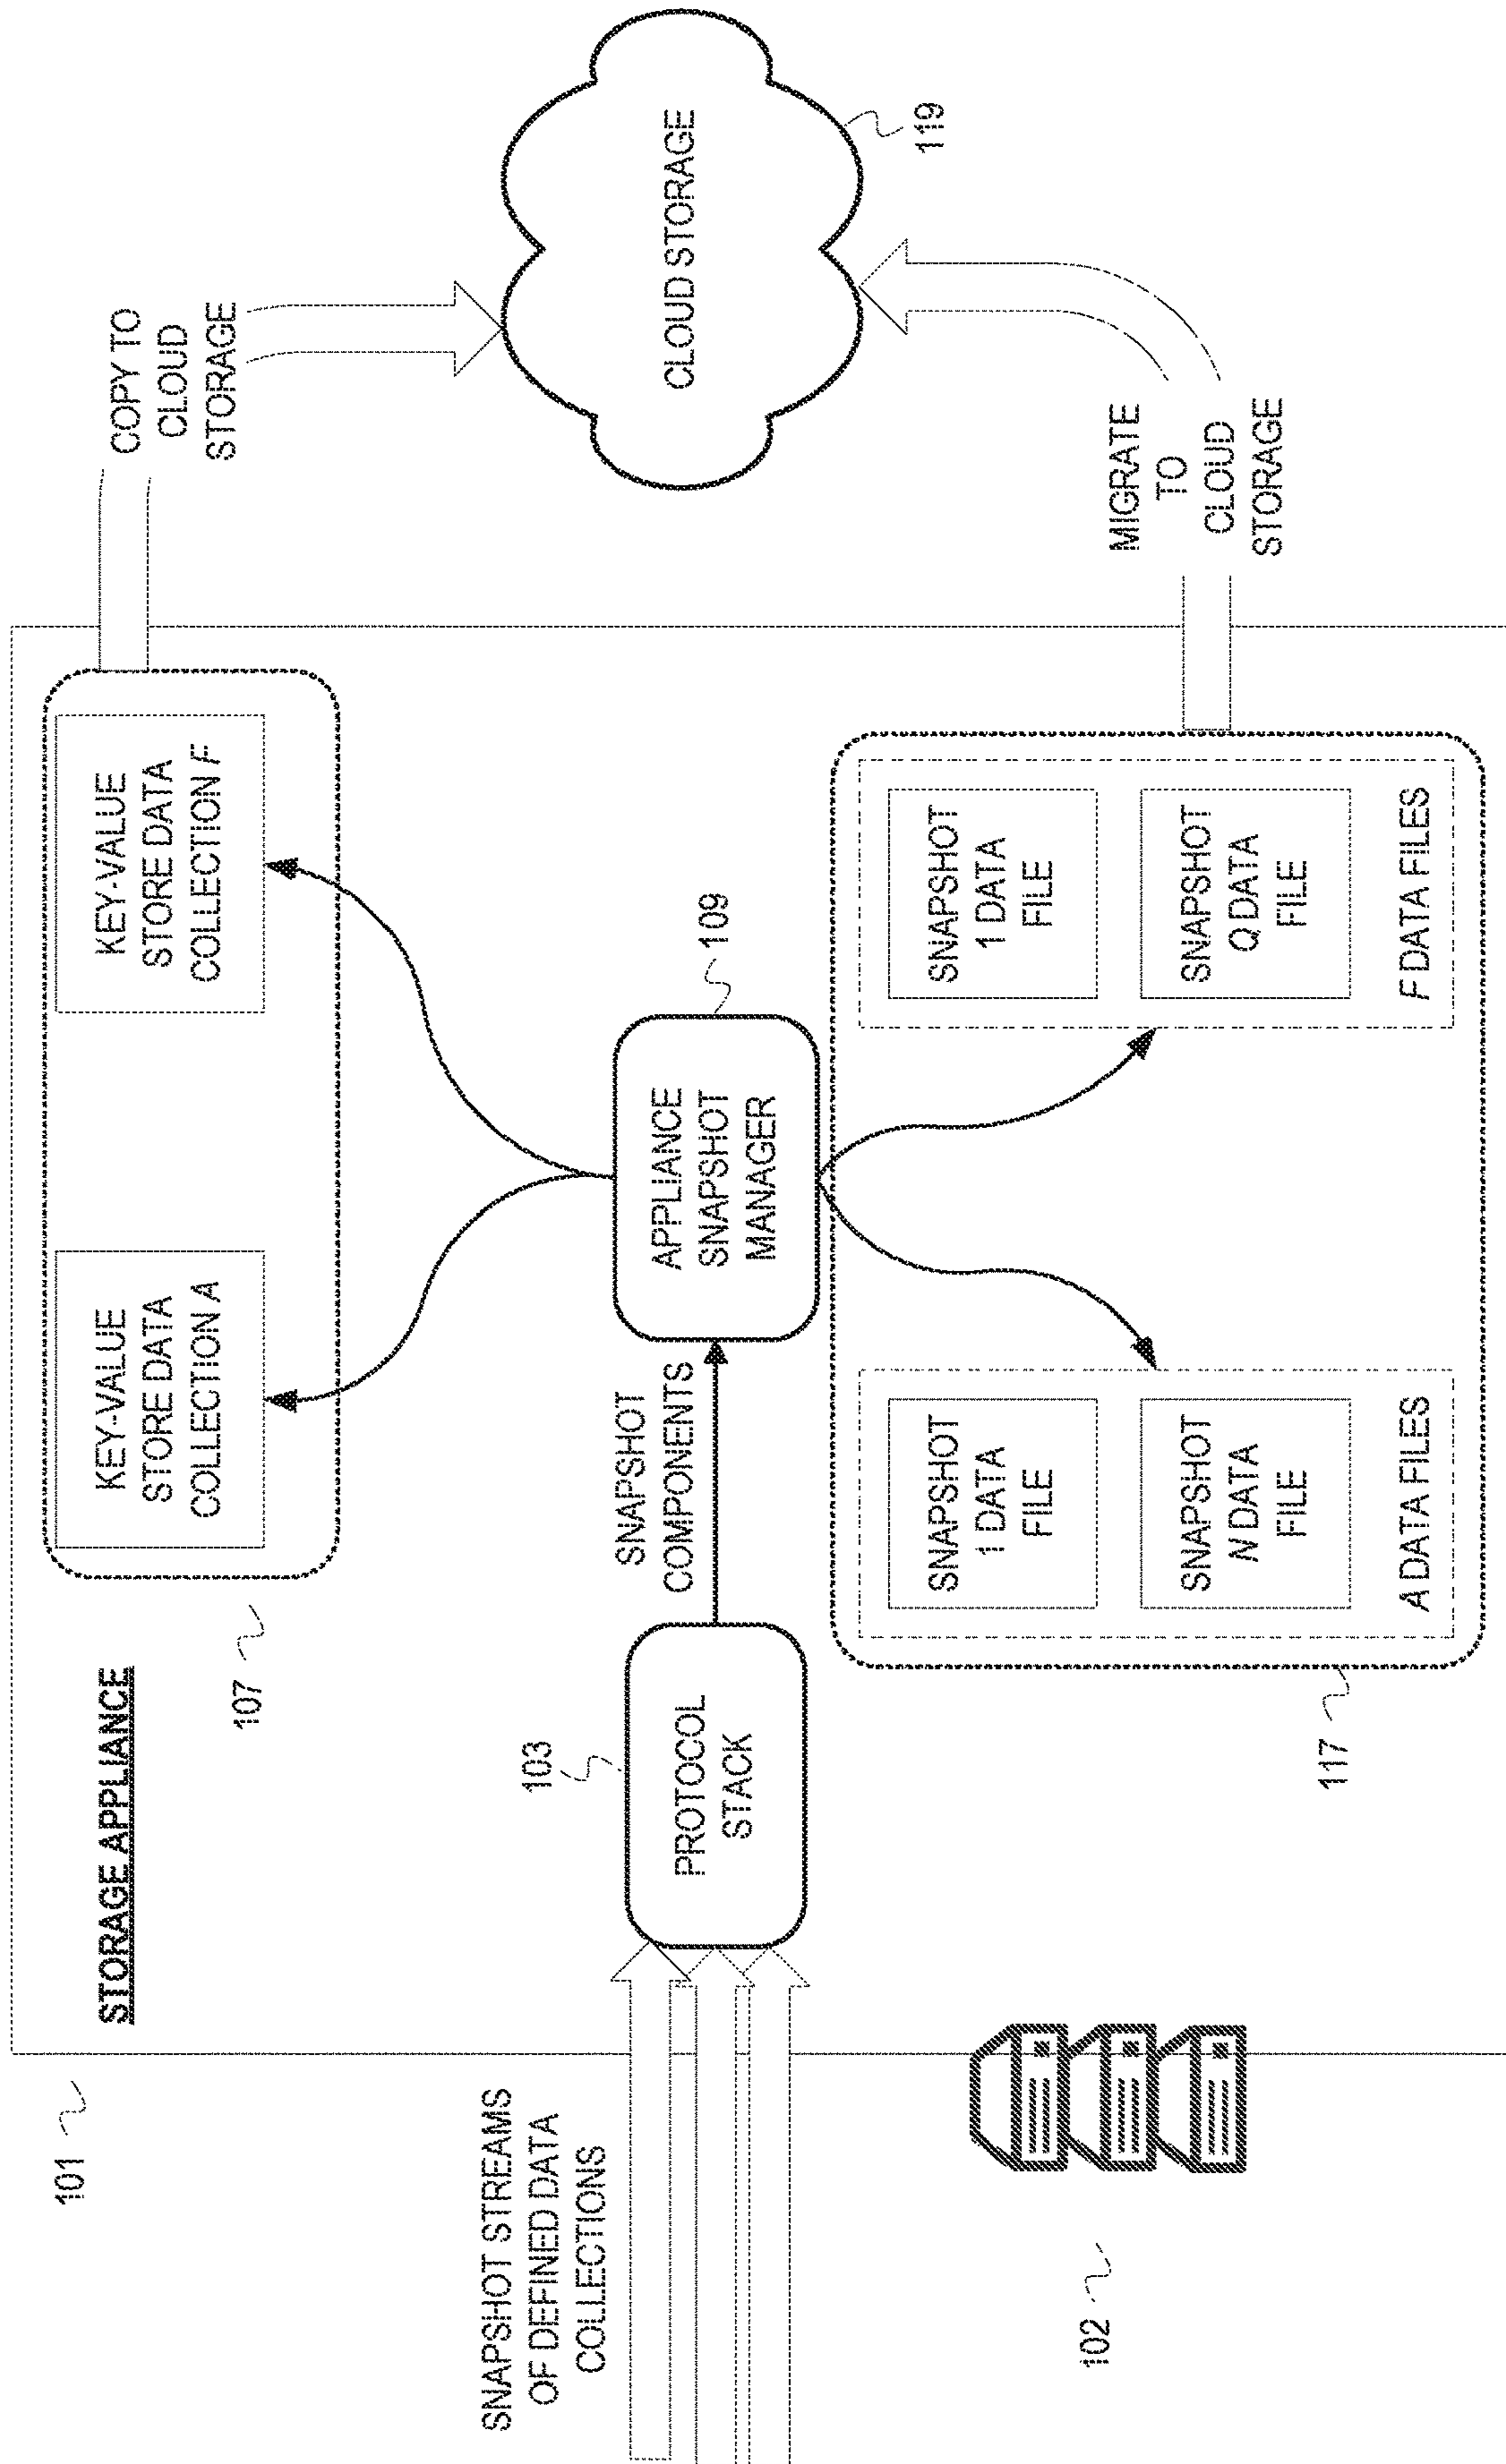 101
STORAGE APPLIANCE
107
KEY-VALUE
STORE DATA
COLLECTION A
KEY-VALUE
STORE DATA
COLLECTION F
COPY TO
CLOUD
STORAGE
SNAPSHOT STREAMS
OF DEFINED DATA
COLLECTIONS
103
PROTOCOL
STACK
SNAPSHOT
COMPONENTS
APPLIANCE
SNAPSHOT
MANAGER
109
CLOUD STORAGE
119
102
117
SNAPSHOT
1 DATA
FILE
SNAPSHOT
N DATA
FILE
A DATA FILES
SNAPSHOT
1 DATA
FILE
SNAPSHOT
Q DATA
FILE
F DATA FILES
MIGRATE
TO
CLOUD
STORAGE